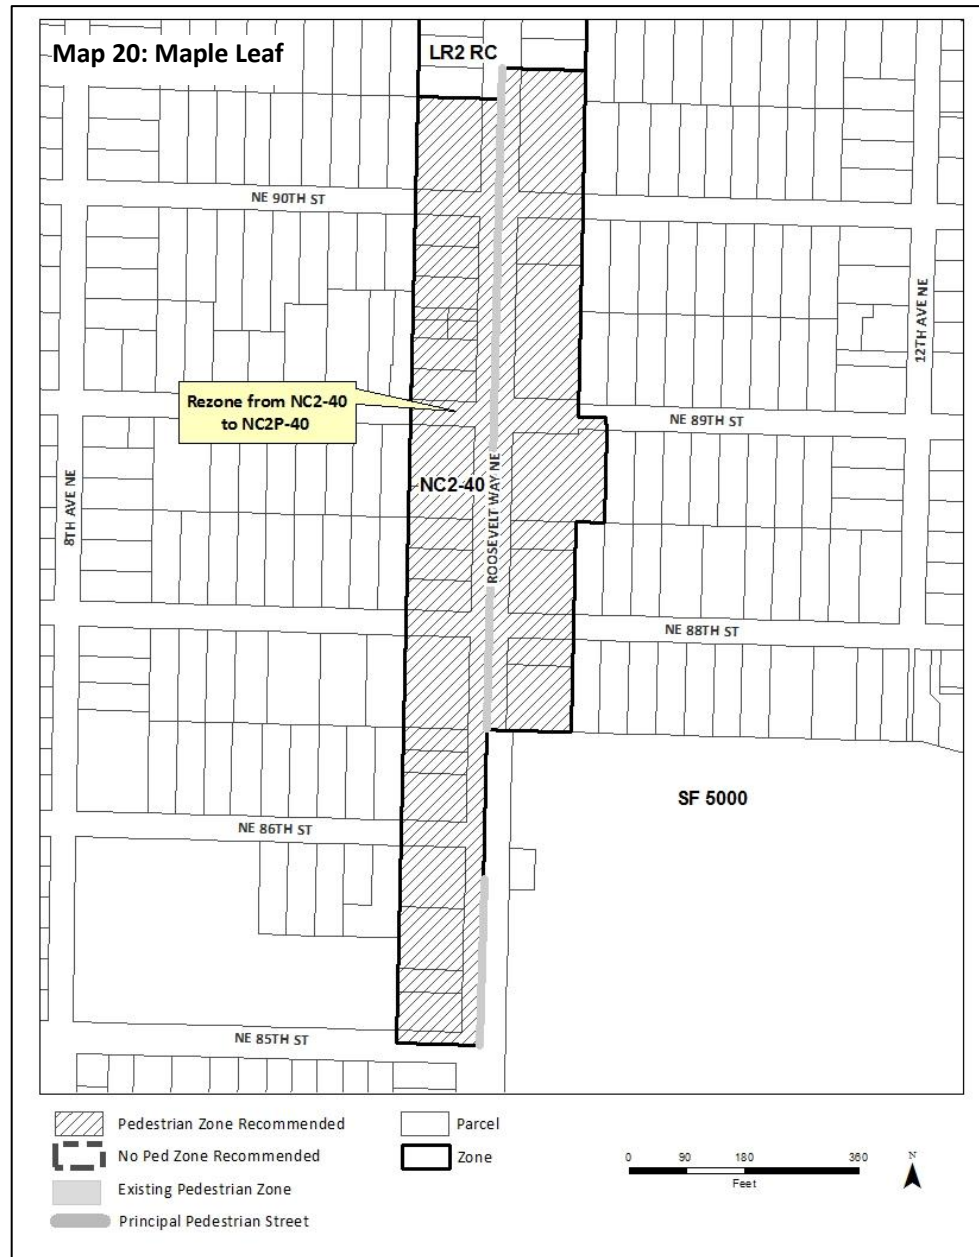 Map 20: Maple Leaf
LR2 RC
NE 90TH ST
12TH AVE NE
Rezone from NC2-40
to NC2P-40
NE 89TH ST
8TH AVE NE
NC2-40
ROOSEVELT WAY NE
NE 88TH ST
SF 5000
NE 86TH ST
NE 85TH ST
Pedestrian Zone Recommended
No Ped Zone Recommended
Existing Pedestrian Zone
Principal Pedestrian Street
Parcel
Zone
0 90 180 360
Feet
N